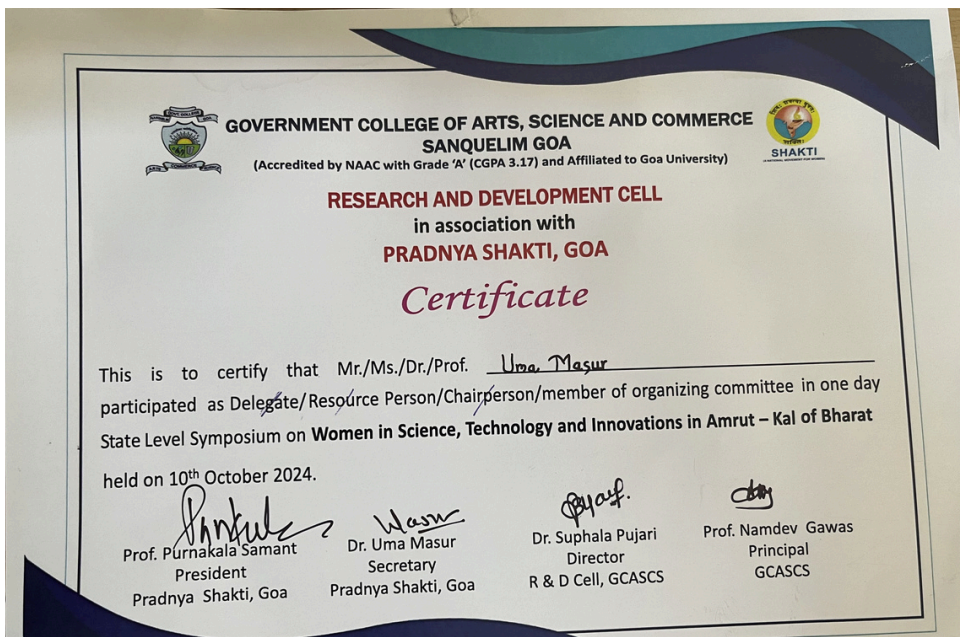 GOVERNMENT COLLEGE OF ARTS, SCIENCE AND COMMERCE
SANQUELIM GOA
(Accredited by NAAC with Grade 'A' (CGPA 3.17) and Affiliated to Goa University)
SHAKTI
RESEARCH AND DEVELOPMENT CELL
in association with
PRADNYA SHAKTI, GOA
Certificate
This is to certify that Mr./Ms./Dr./Prof. Uma Masur
participated as Delegate/Resource Person/Chairperson/member of organizing committee in one day
State Level Symposium on Women in Science, Technology and Innovations in Amrut – Kal of Bharat
held on 10th October 2024.
Prof. Purnakala Samant
President
Pradnya Shakti, Goa
Dr. Uma Masur
Secretary
Pradnya Shakti, Goa
Dr. Suphala Pujari
Director
R & D Cell, GCASCS
Prof. Namdev Gawas
Principal
GCASCS